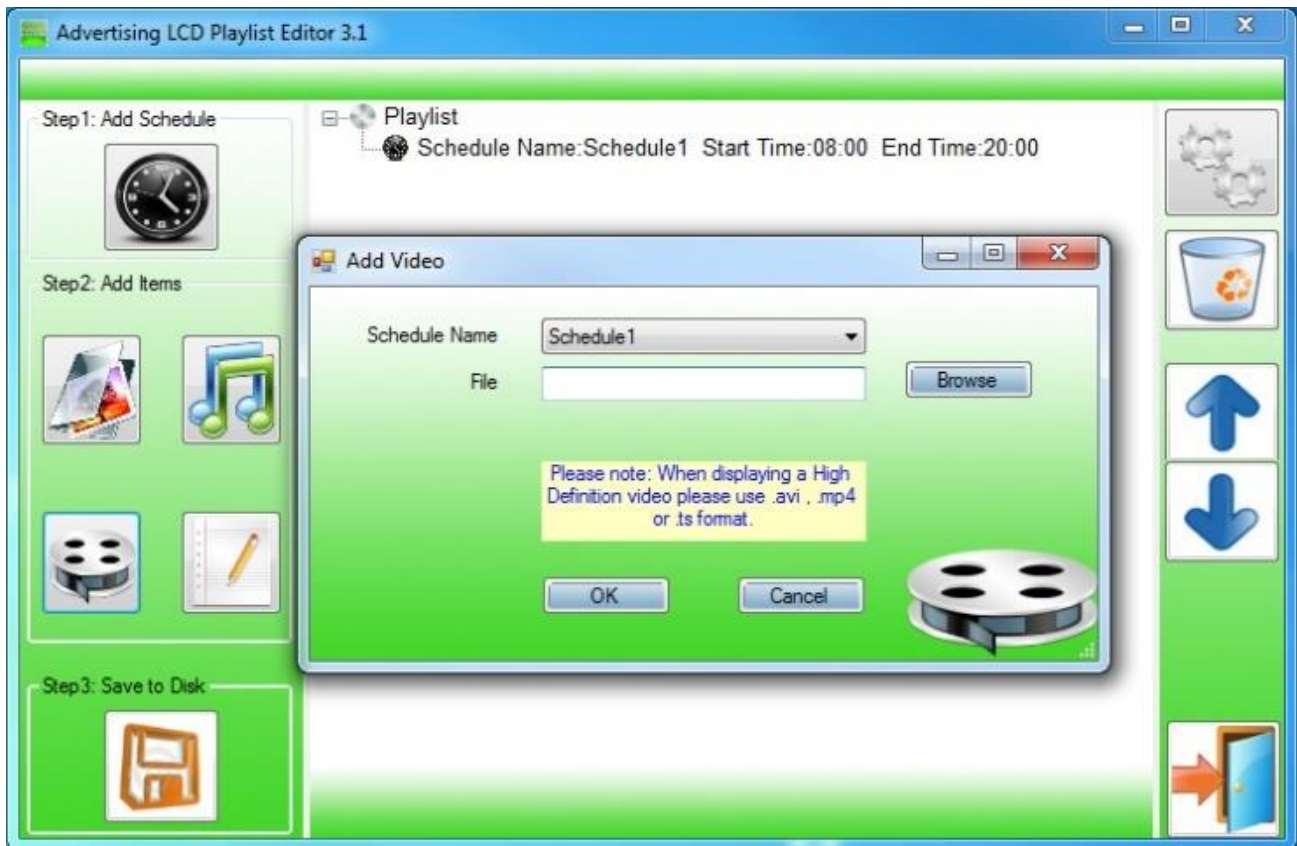 Advertising LCD Playlist Editor 3.1
Step1: Add Schedule
Playlist
Schedule Name:Schedule1 Start Time:08:00 End Time:20:00
Add Video
Step2: Add Items
Schedule Name
Schedule1
File
Browse
Please note: When displaying a High
Definition video please use .avi , .mp4
or .ts format.
OK
Cancel
Step3: Save to Disk